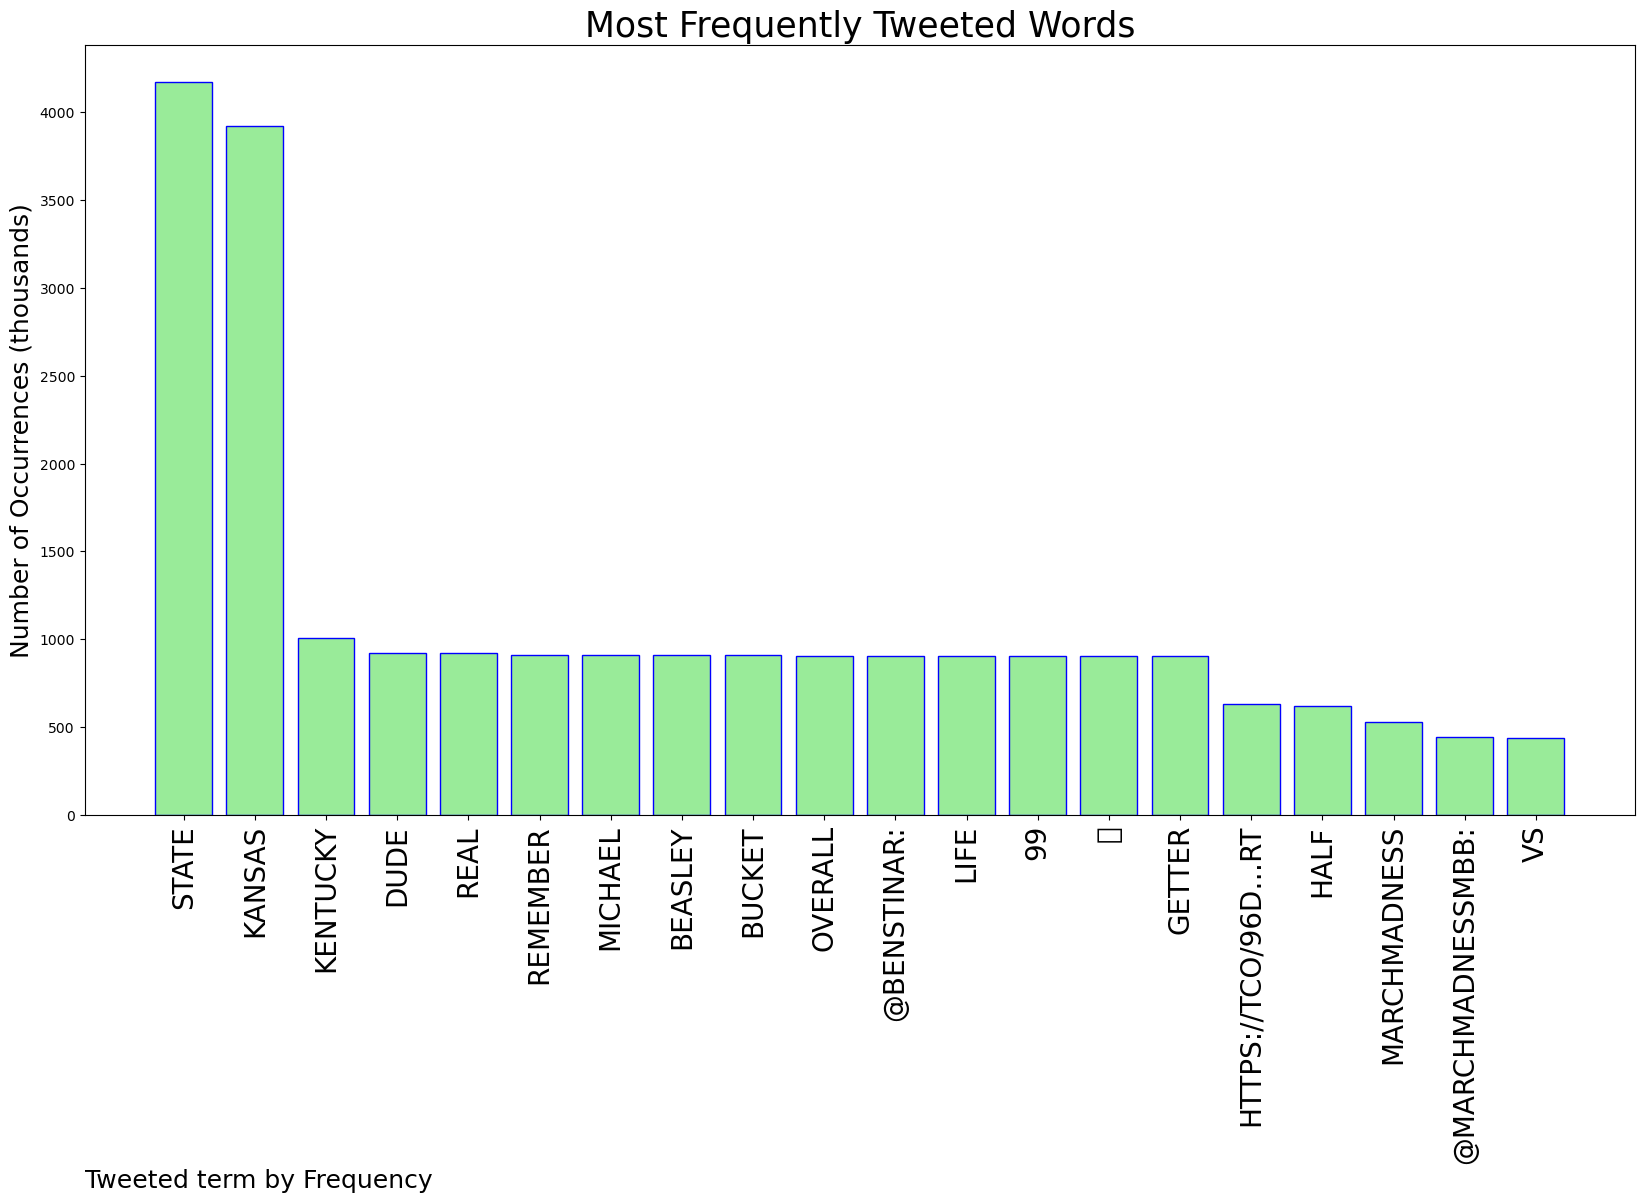 Most Frequently Tweeted Words
Number of Occurrences (thousands)
4000
3500
3000
2500
2000
1500
1000
500
0
STATE
KANSAS
KENTUCKY
DUDE
REAL
REMEMBER
MICHAEL
BEASLEY
BUCKET
OVERALL
@BENSTINAR:
LIFE
99
GETTER
HTTPS://TCO/96D…RT
HALF
MARCHMADNESS
@MARCHMADNESSMBB:
VS
Tweeted term by Frequency